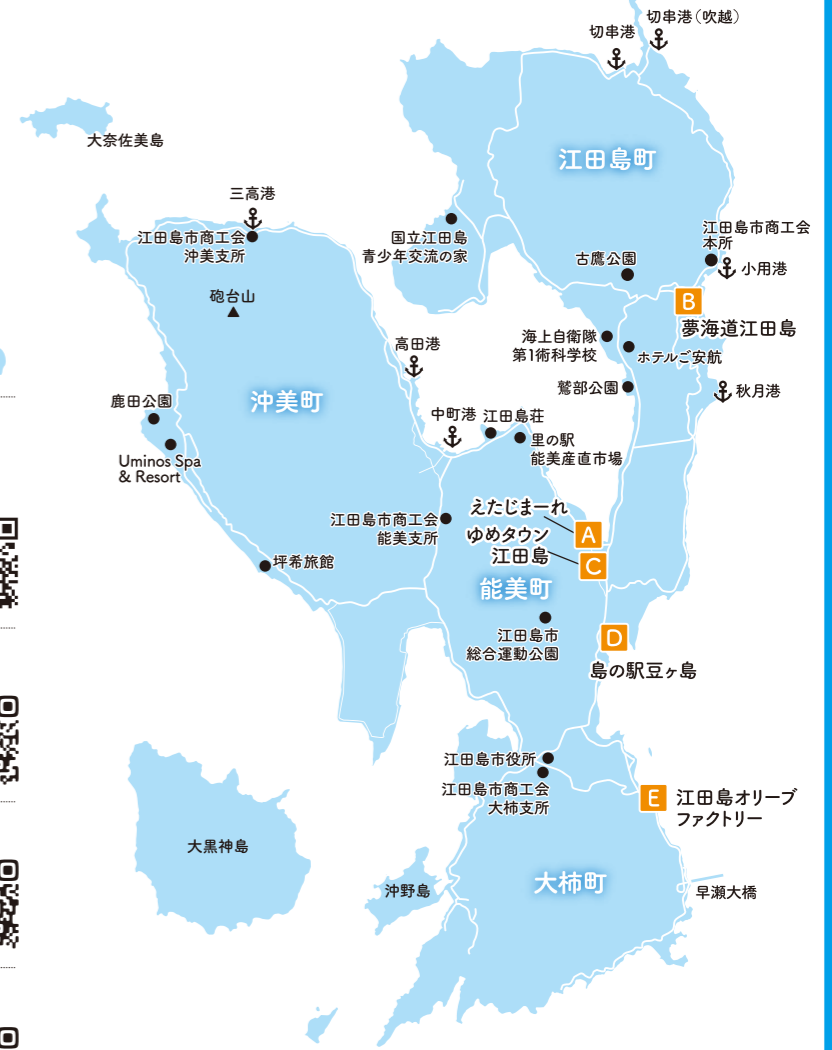 切串港（吹越）
切串港
大奈佐美島
江田島町
三高港
江田島市商工会
沖美支所
国立江田島
青少年交流の家
江田島市商工会
本所
小用港
古鷹公園
砲台山
B
夢海道江田島
海上自衛隊
第1術科学校
ホテルご安航
高田港
鷲部公園
秋月港
鹿田公園
沖美町
中町港
江田島荘
里の駅
能美産直市場
Uminos Spa
& Resort
えたじまーれ
A
江田島市商工会
能美支所
ゆめタウン
江田島
C
坪希旅館
能美町
江田島市
総合運動公園
D
島の駅豆ヶ島
江田島市役所
江田島市商工会
大柿支所
E
江田島オリーブ
ファクトリー
大黒神島
沖野島
大柿町
早瀬大橋